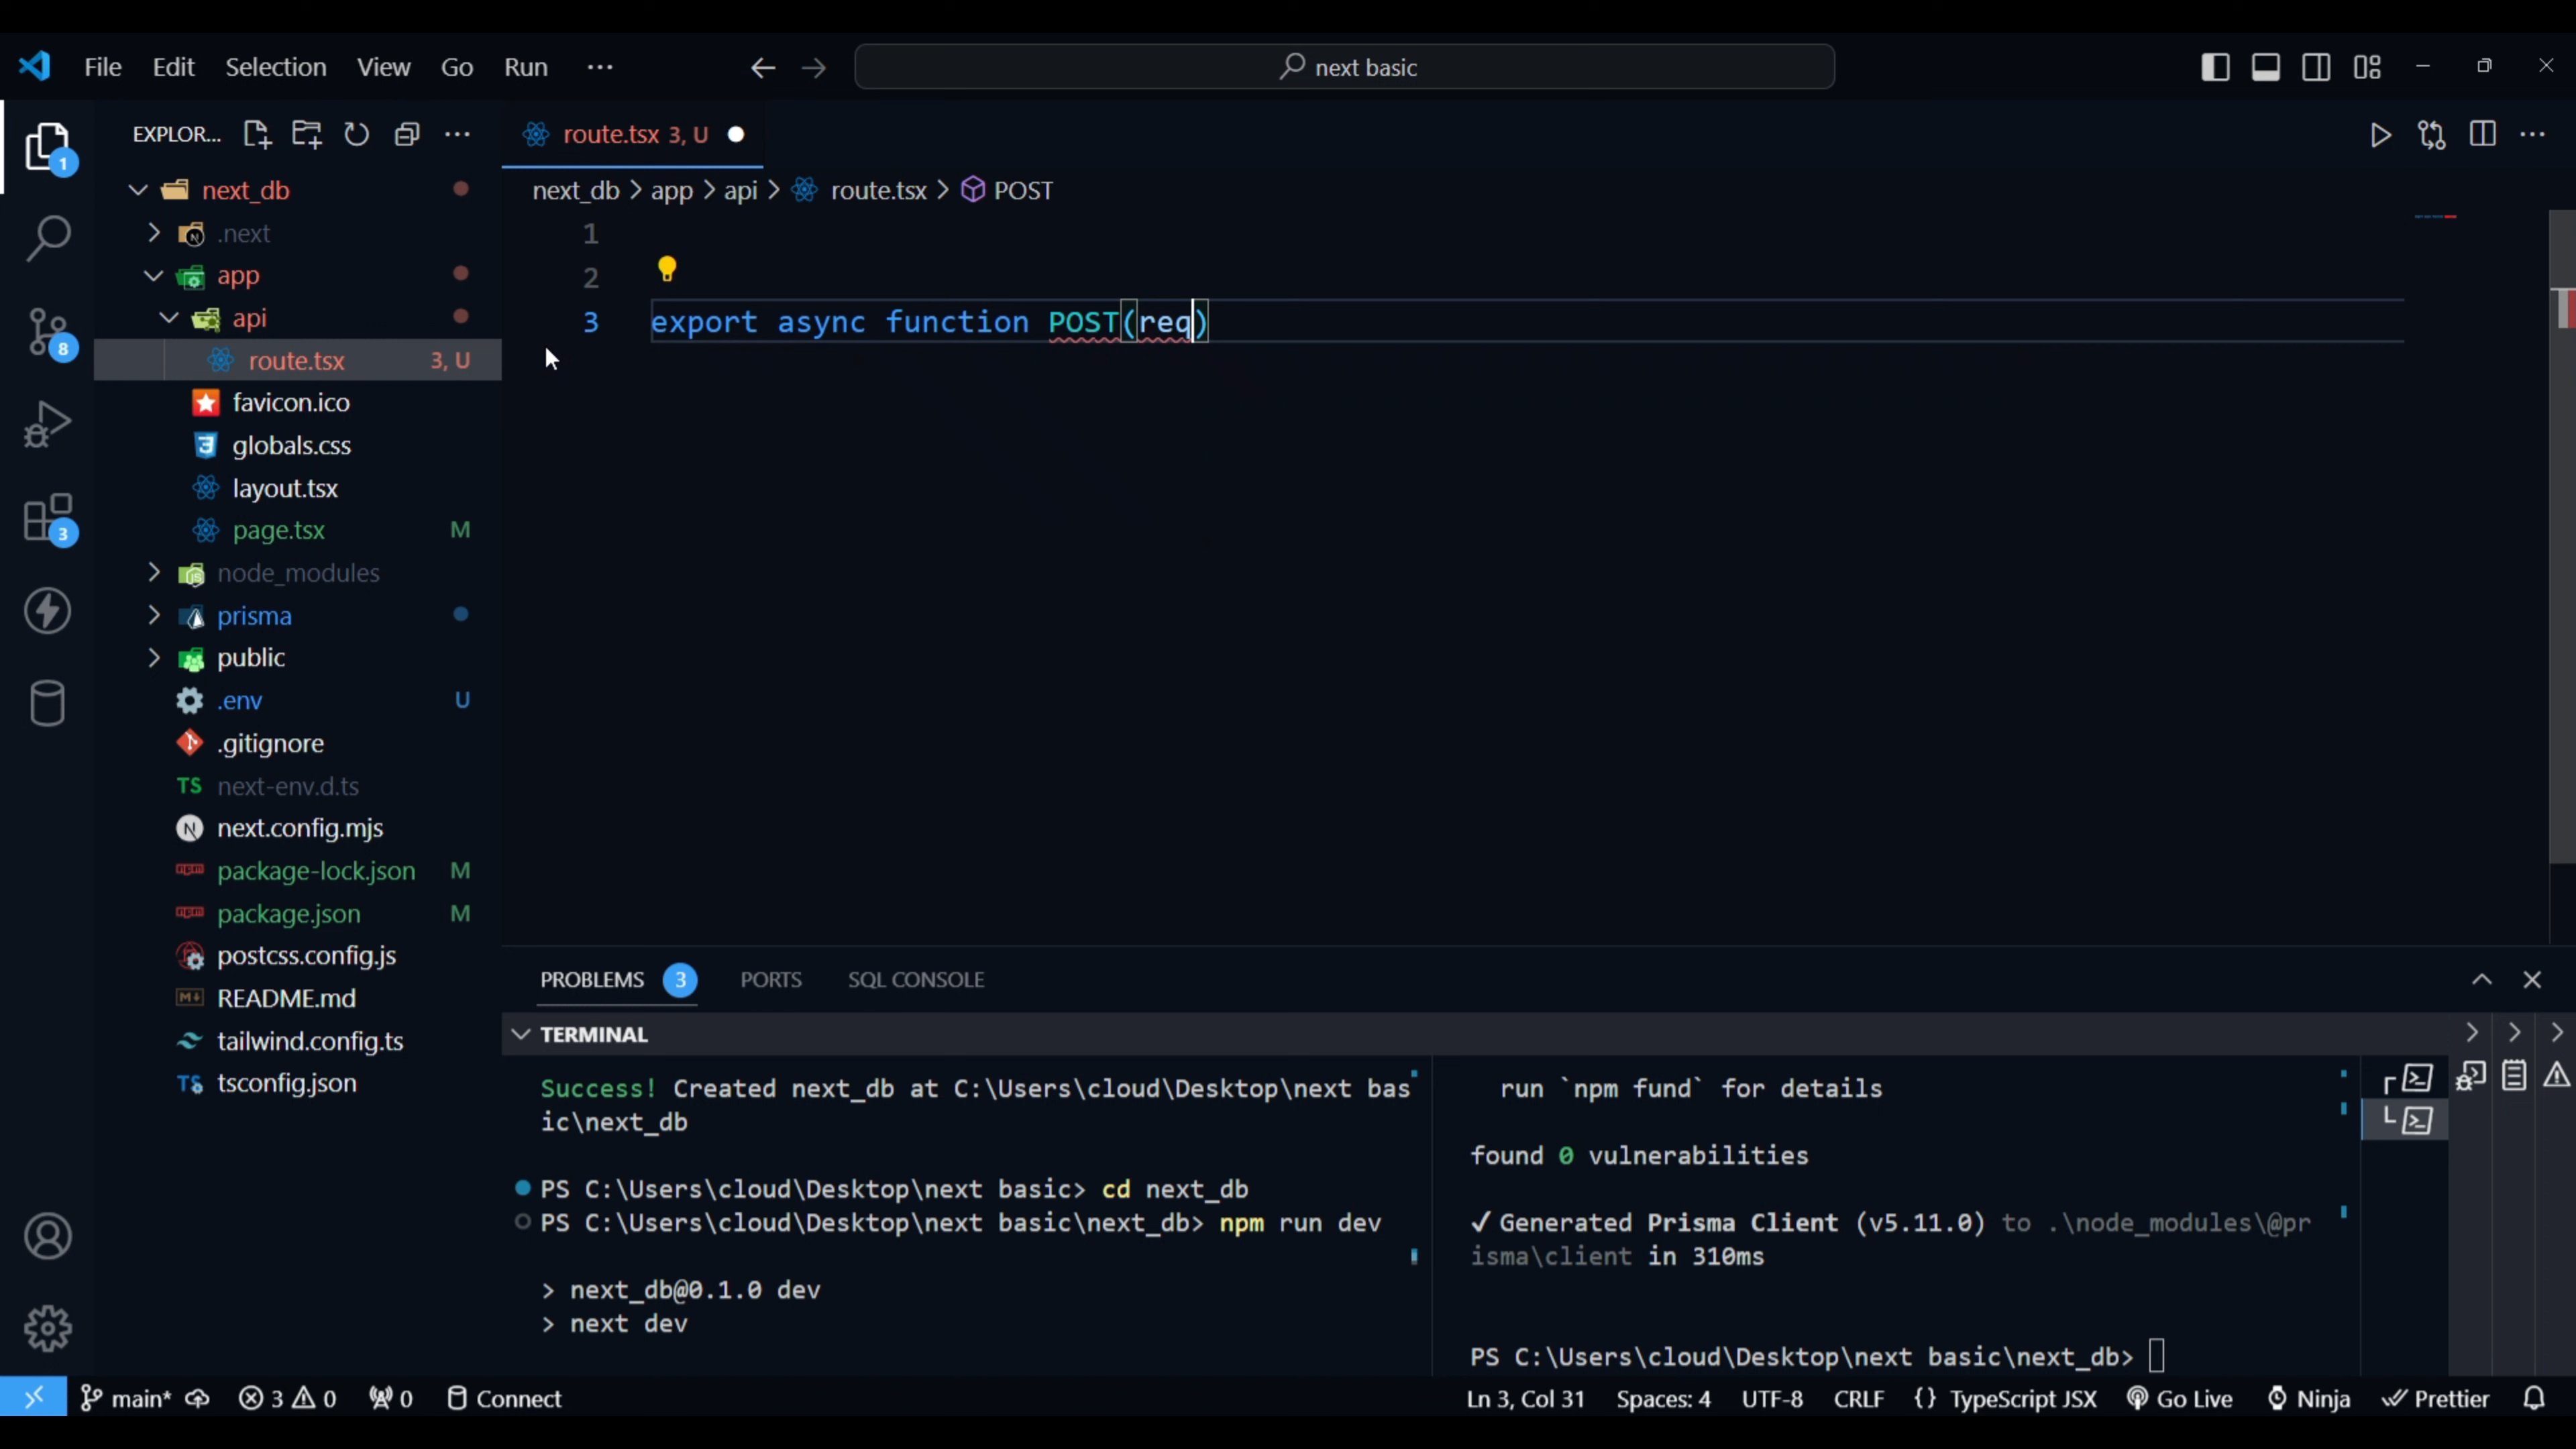 File Edit Selection View Go Run ··· next basic
EXPLOR... ···
route.tsx 3, U
···
1
next_db
next_db > app > api > route.tsx > POST
.next
1
app
2
api
3 export async function POST(req)
8
route.tsx 3, U
favicon.ico
globals.css
layout.tsx
page.tsx M
3
node_modules
prisma
public
.env U
.gitignore
TS next-env.d.ts
next.config.mjs
package-lock.json M
package.json M
postcss.config.js
README.md
tailwind.config.ts
TS tsconfig.json
PROBLEMS 3 PORTS SQL CONSOLE
TERMINAL
Success! Created next_db at C:\Users\cloud\Desktop\next bas
ic\next_db
PS C:\Users\cloud\Desktop\next basic> cd next_db
PS C:\Users\cloud\Desktop\next basic\next_db> npm run dev
> next_db@0.1.0 dev
> next dev
run `npm fund` for details
found 0 vulnerabilities
✓ Generated Prisma Client (v5.11.0) to .\node_modules\@pr
isma\client in 310ms
PS C:\Users\cloud\Desktop\next basic\next_db>
main* 3 0 0 Connect Ln 3, Col 31 Spaces: 4 UTF-8 CRLF {} TypeScript JSX Go Live Ninja Prettier